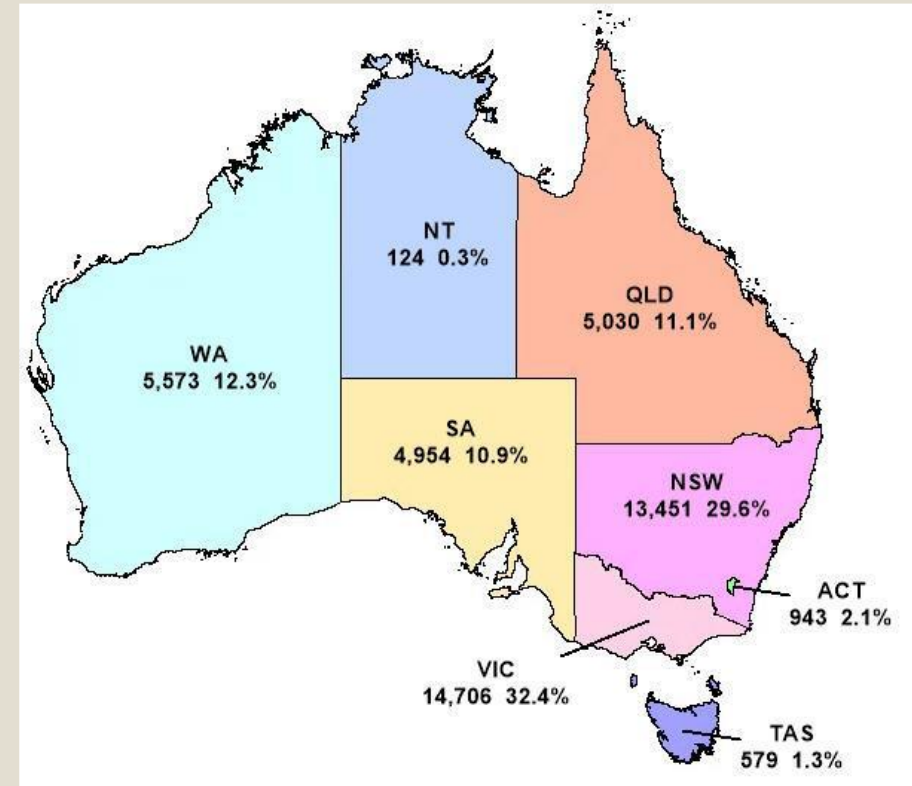 NT
124 0.3%
QLD
5,030 11.1%
WA
5,573 12.3%
SA
4,954 10.9%
NSW
13,451 29.6%
ACT
943 2.1%
VIC
14,706 32.4%
TAS
579 1.3%